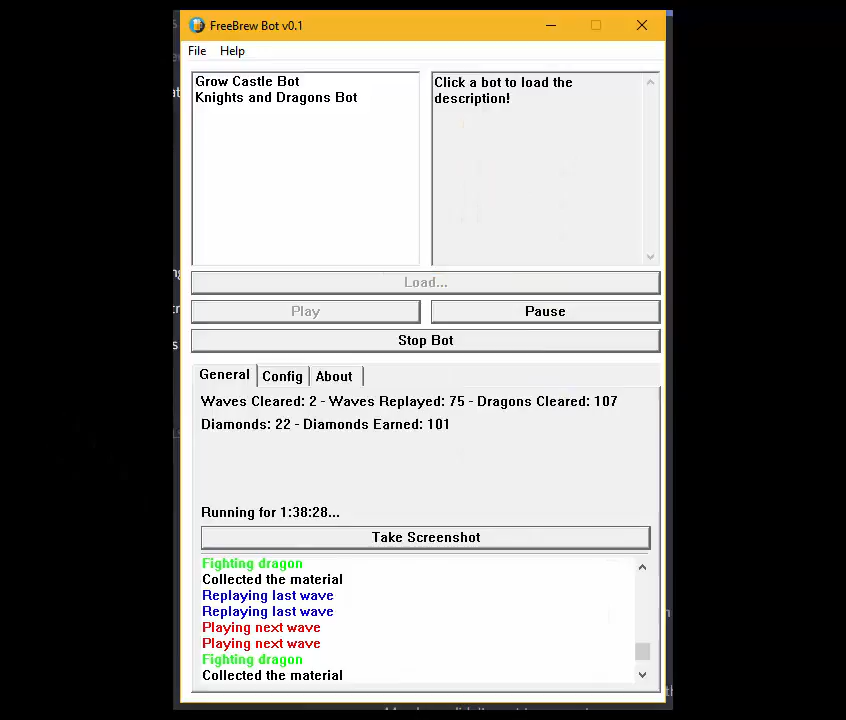 FreeBrew Bot v0.1
File Help
Grow Castle Bot
Knights and Dragons Bot
Click a bot to load the
description!
Load...
Play
Pause
Stop Bot
General Config About
Waves Cleared: 2 - Waves Replayed: 75 - Dragons Cleared: 107
Diamonds: 22 - Diamonds Earned: 101
Running for 1:38:28...
Take Screenshot
Fighting dragon
Collected the material
Replaying last wave
Replaying last wave
Playing next wave
Playing next wave
Fighting dragon
Collected the material